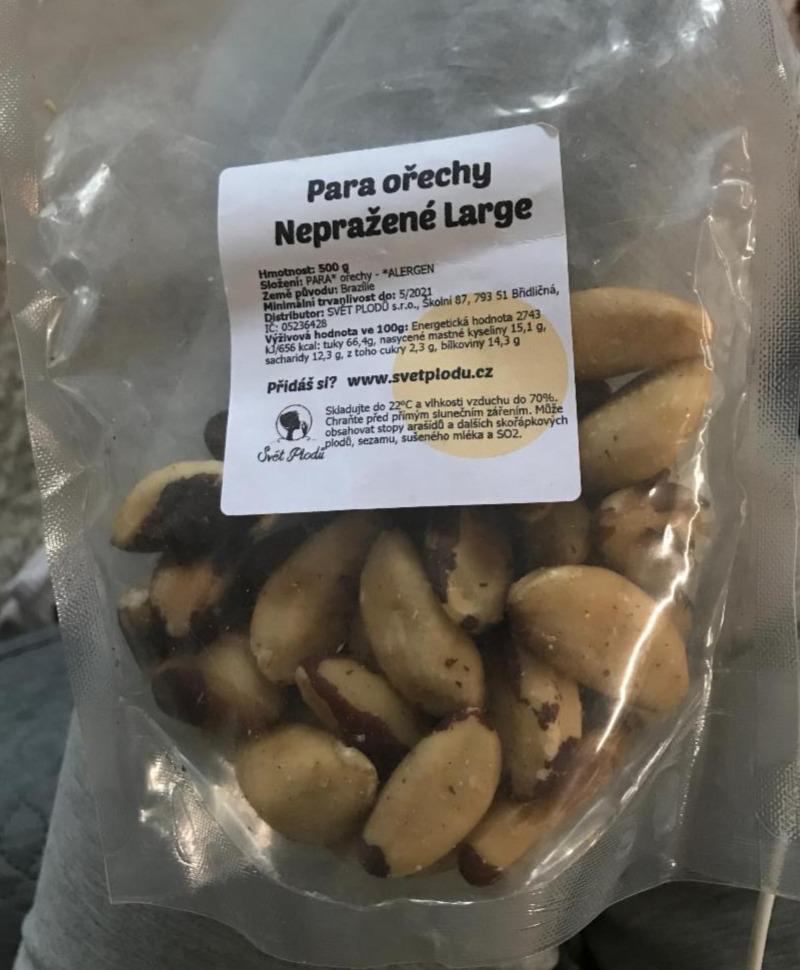 Para ořechy
Nepražené Large
Hmotnost: 500 g
Složení: PARA* ořechy - *ALERGEN
Země původu: Brazílie
Minimální trvanlivost do: 5/2021
Distributor: SVĚT PLODŮ s.r.o., Školní 87, 793 51 Břidličná,
IČ: 05236428
Výživová hodnota ve 100g: Energetická hodnota 2743
kJ/656 kcal: tuky 66,4g, nasycené mastné kyseliny 15,1 g,
sacharidy 12,3 g, z toho cukry 2,3 g, bílkoviny 14,3 g
Přidáš si? www.svetplodu.cz
Skladujte do 22ºC a vlhkosti vzduchu do 70%.
Chraňte před přímým slunečním zářením. Může
obsahovat stopy arašídů a dalších skořápkových
plodů, sezamu, sušeného mléka a SO2.
Svět Plodů